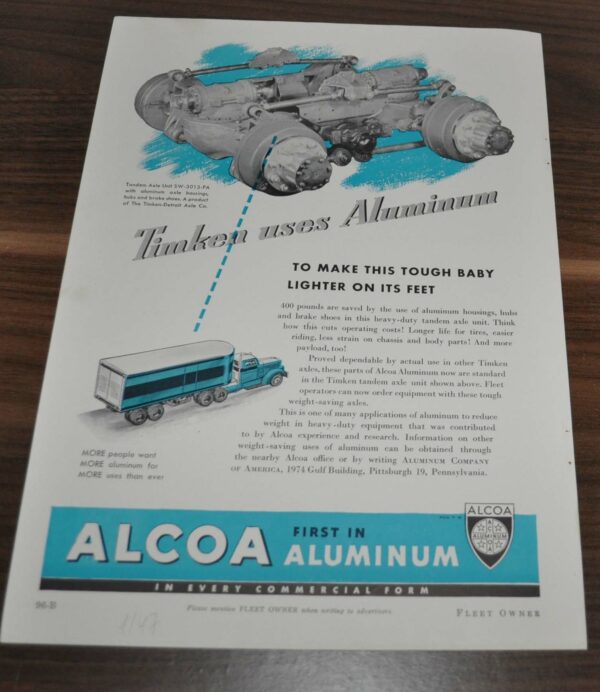 Tandem Axle Unit SW-3013-PA
with aluminum axle housings,
hubs and brake shoes. A product
of The Timken-Detroit Axle Co.
Timken uses Aluminum
TO MAKE THIS TOUGH BABY
LIGHTER ON ITS FEET
400 pounds are saved by the use of aluminum housings, hubs
and brake shoes in this heavy-duty tandem axle unit. Think
how this cuts operating costs! Longer life for tires, easier
riding, less strain on chassis and body parts! And more
payload, too!
Proved dependable by actual use in other Timken
axles, these parts of Alcoa Aluminum now are standard
in the Timken tandem axle unit shown above. Fleet
operators can now order equipment with these tough
weight-saving axles.
This is one of many applications of aluminum to reduce
weight in heavy-duty equipment that was contributed
to by Alcoa experience and research. Information on other
weight-saving uses of aluminum can be obtained through
the nearby Alcoa office or by writing ALUMINUM COMPANY
OF AMERICA, 1974 Gulf Building, Pittsburgh 19, Pennsylvania.
MORE people want
MORE aluminum for
MORE uses than ever
ALCOA
FIRST IN
ALUMINUM
ALCOA
ALUMINUM
IN EVERY COMMERCIAL FORM
96-B
Please mention FLEET OWNER when writing to advertisers.
FLEET OWNER
1/47